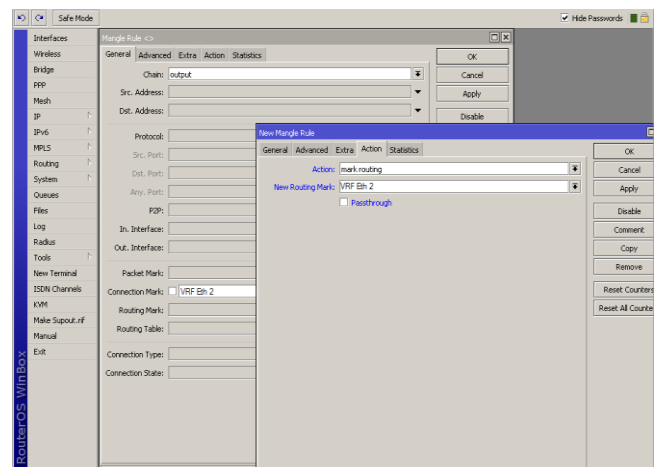 Safe Mode
Hide Passwords
Interfaces
Wireless
Bridge
PPP
Mesh
IP
IPv6
MPLS
Routing
System
Queues
Files
Log
Radius
Tools
New Terminal
ISDN Channels
KVM
Make Supout.rif
Manual
Exit
RouterOS WinBox
Mangle Rule <>
General Advanced Extra Action Statistics
Chain: output
Src. Address:
Dst. Address:
Protocol:
Src. Port:
Dst. Port:
Any. Port:
P2P:
In. Interface:
Out. Interface:
Packet Mark:
Connection Mark: VRF Eth 2
Routing Mark:
Routing Table:
Connection Type:
Connection State:
OK
Cancel
Apply
Disable
New Mangle Rule
General Advanced Extra Action Statistics
Action: mark routing
New Routing Mark: VRF Eth 2
Passthrough
OK
Cancel
Apply
Disable
Comment
Copy
Remove
Reset Counters
Reset All Counte